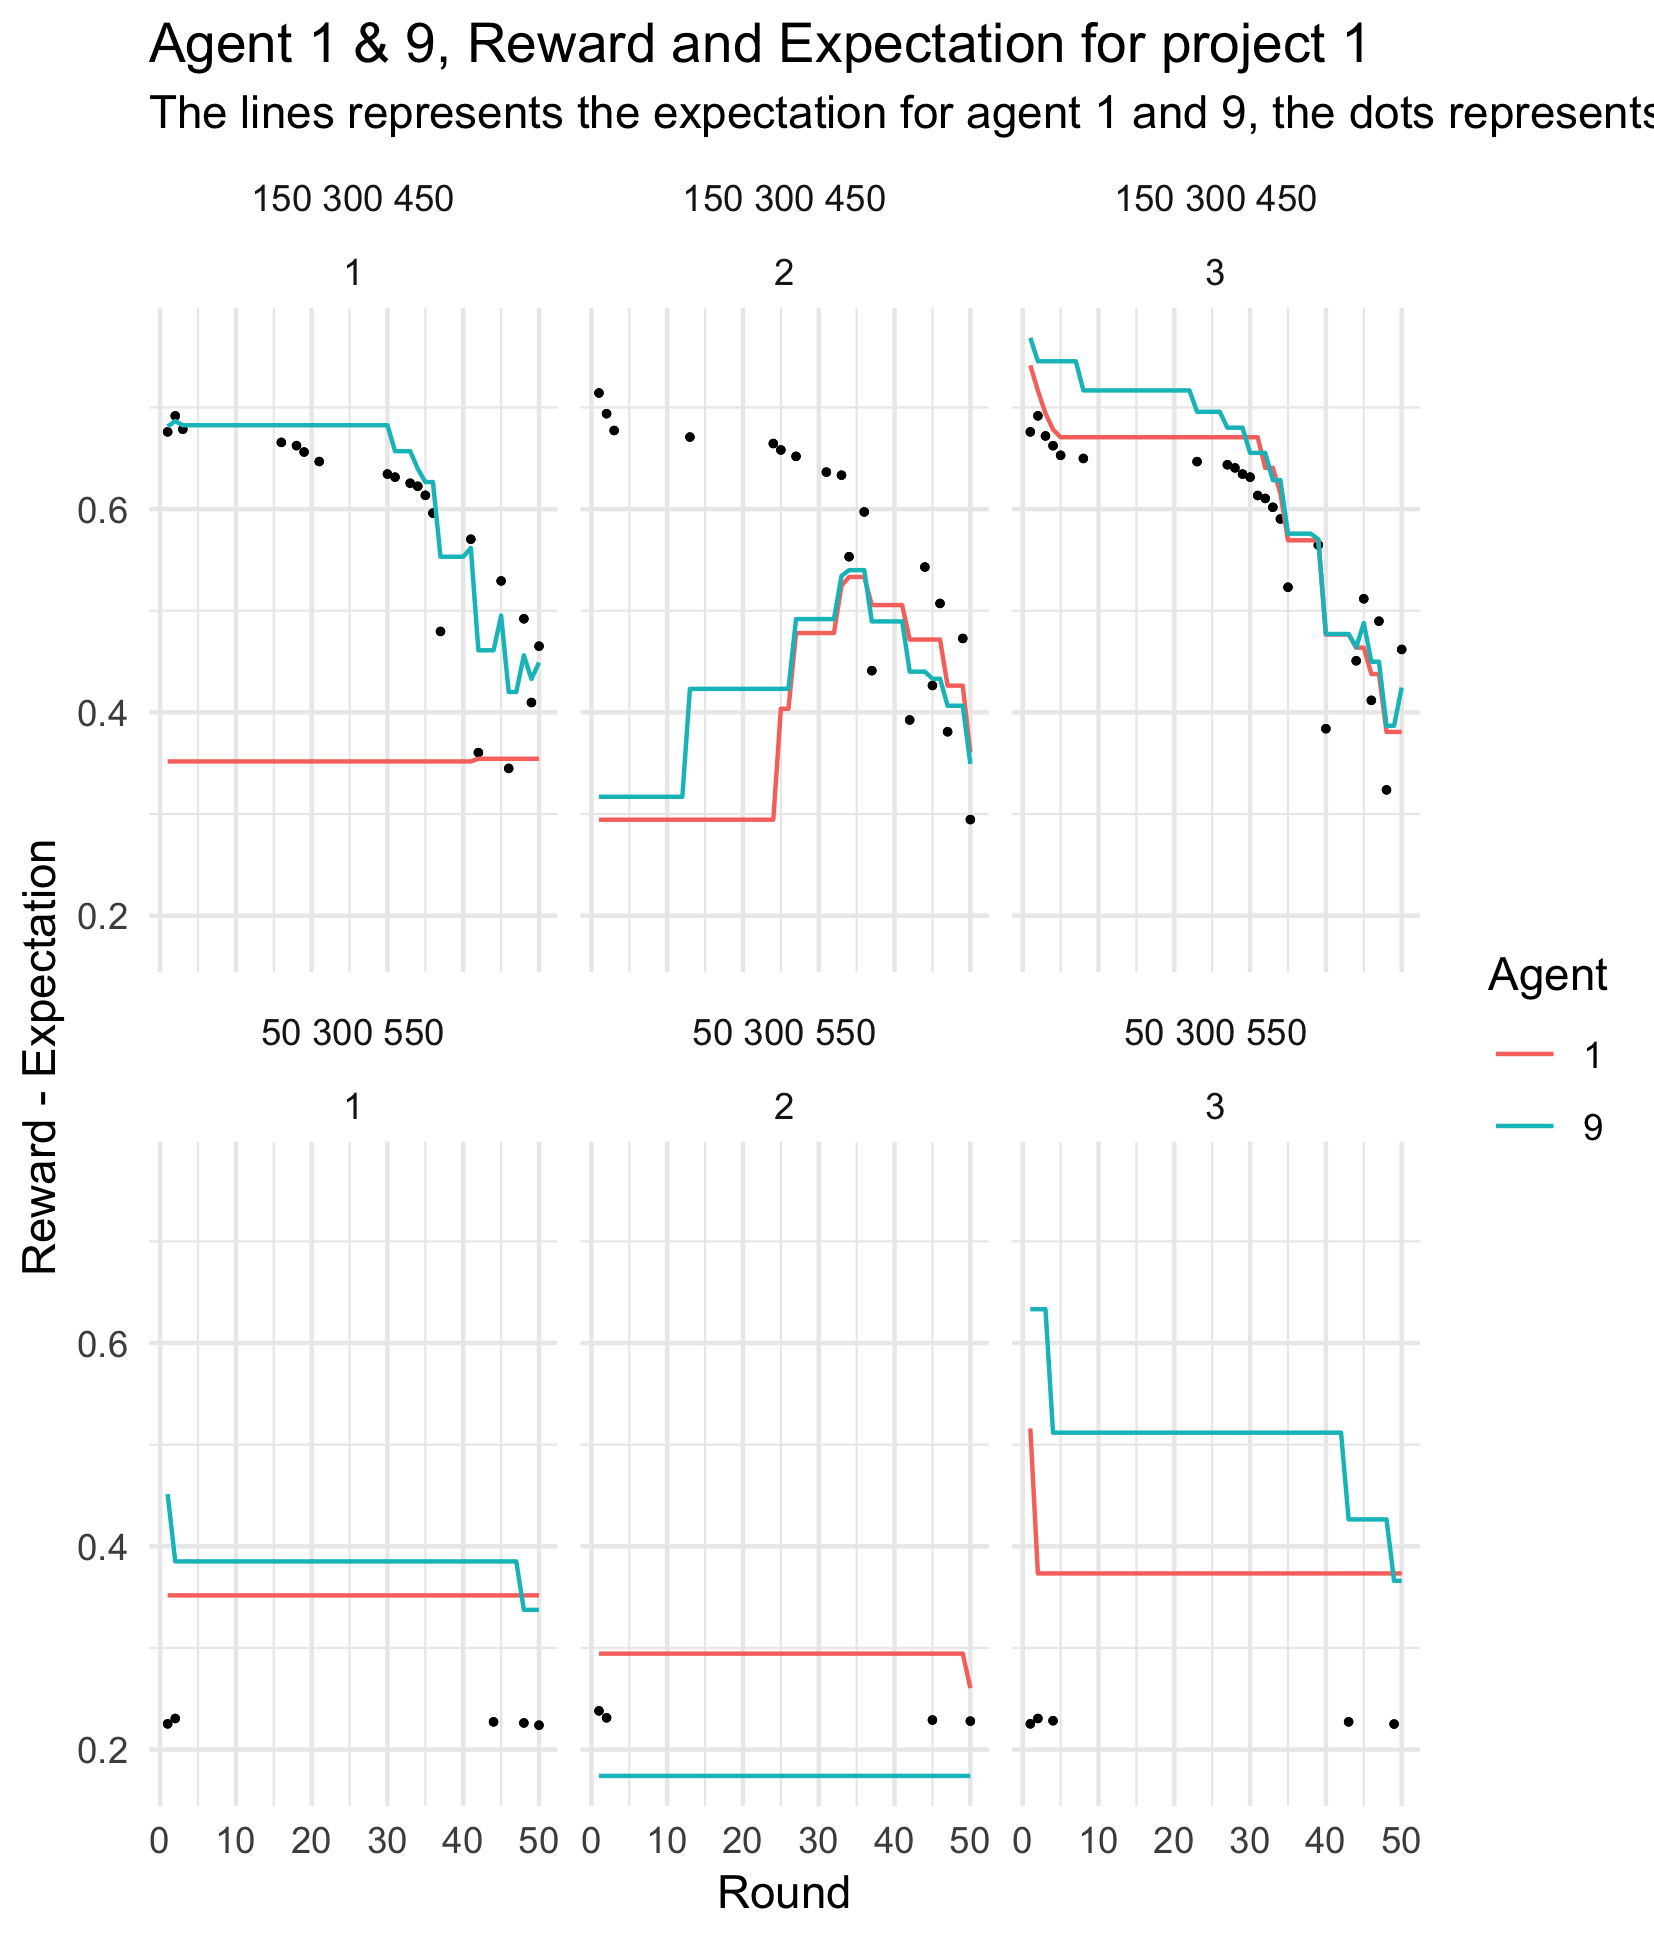 Agent 1 & 9, Reward and Expectation for project 1
The lines represents the expectation for agent 1 and 9, the dots represents
150 300 450
150 300 450
150 300 450
1
2
3
0.6
0.4
0.2
Reward - Expectation
50 300 550
50 300 550
50 300 550
1
2
3
0.6
0.4
0.2
0 10 20 30 40 50
0 10 20 30 40 50
0 10 20 30 40 50
Round
Agent
1
9